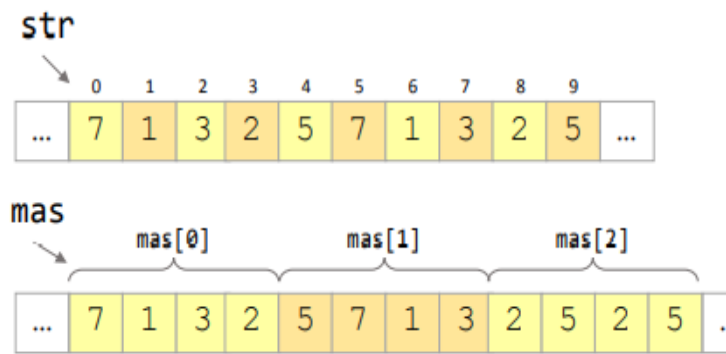 str
0 1 2 3 4 5 6 7 8 9
... 7 1 3 2 5 7 1 3 2 5 ...
mas
mas[0] mas[1] mas[2]
... 7 1 3 2 5 7 1 3 2 5 2 5 .